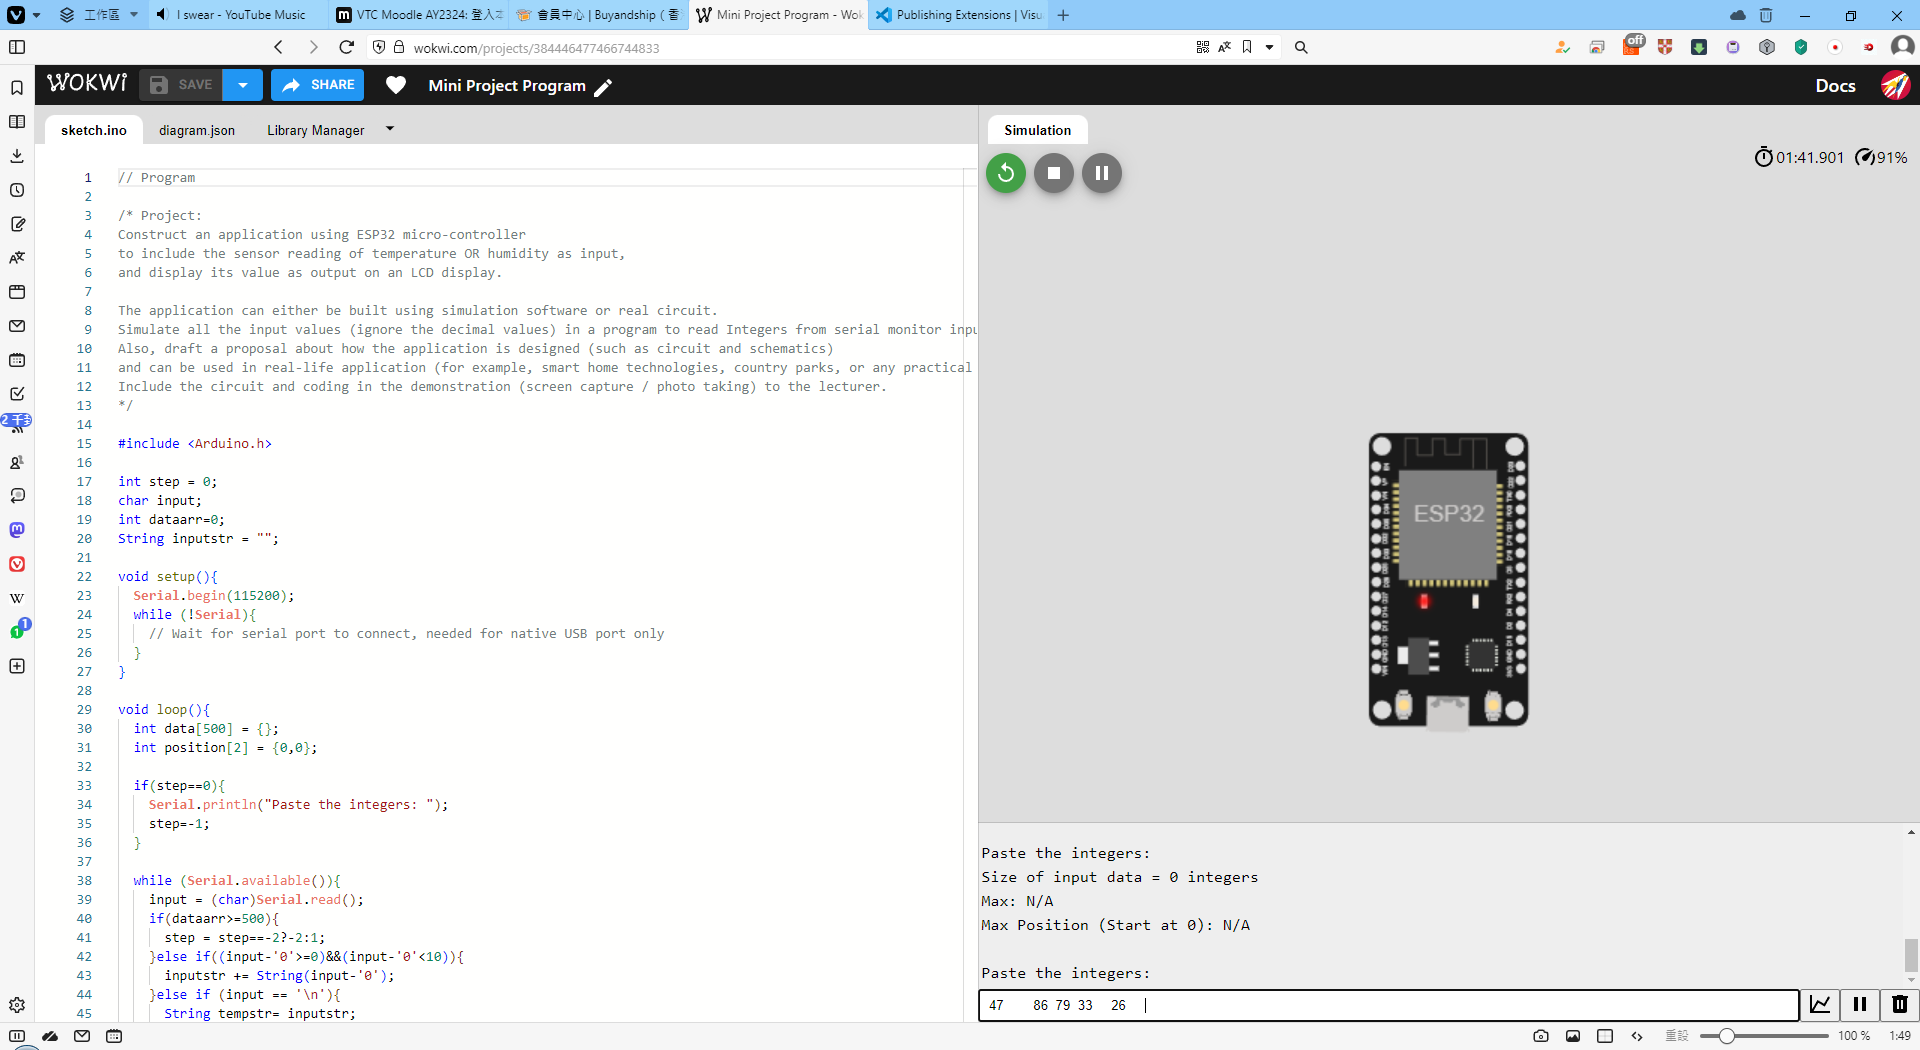 工作區
I swear - YouTube Music
VTC Moodle AY2324: 登入
會員中心 | Buyandship ( 香
Mini Project Program - Wok
Publishing Extensions | Visu
wokwi.com/projects/384446477466744833
off
WOKWI
SAVE
SHARE
Mini Project Program
Docs
sketch.ino
diagram.json
Library Manager
Simulation
01:41.901
91%
1 // Program
2
3 /* Project:
4 Construct an application using ESP32 micro-controller
5 to include the sensor reading of temperature OR humidity as input,
6 and display its value as output on an LCD display.
7
8 The application can either be built using simulation software or real circuit.
9 Simulate all the input values (ignore the decimal values) in a program to read Integers from serial monitor inpu
10 Also, draft a proposal about how the application is designed (such as circuit and schematics)
11 and can be used in real-life application (for example, smart home technologies, country parks, or any practical
12 Include the circuit and coding in the demonstration (screen capture / photo taking) to the lecturer.
13 */
14
15 #include <Arduino.h>
16
17 int step = 0;
18 char input;
19 int dataarr=0;
20 String inputstr = "";
21
22 void setup(){
23 Serial.begin(115200);
24 while (!Serial){
25 // Wait for serial port to connect, needed for native USB port only
26 }
27 }
28
29 void loop(){
30 int data[500] = {};
31 int position[2] = {0,0};
32
33 if(step==0){
34 Serial.println("Paste the integers: ");
35 step=-1;
36 }
37
38 while (Serial.available()){
39 input = (char)Serial.read();
40 if(dataarr>=500){
41 step = step==-2?-2:1;
42 }else if((input-'0'>=0)&&(input-'0'<10)){
43 inputstr += String(input-'0');
44 }else if (input == '\n'){
45 String tempstr= inputstr;
ESP32
Paste the integers:
Size of input data = 0 integers
Max: N/A
Max Position (Start at 0): N/A
Paste the integers:
47 86 79 33 26
重設
100 %
1:49